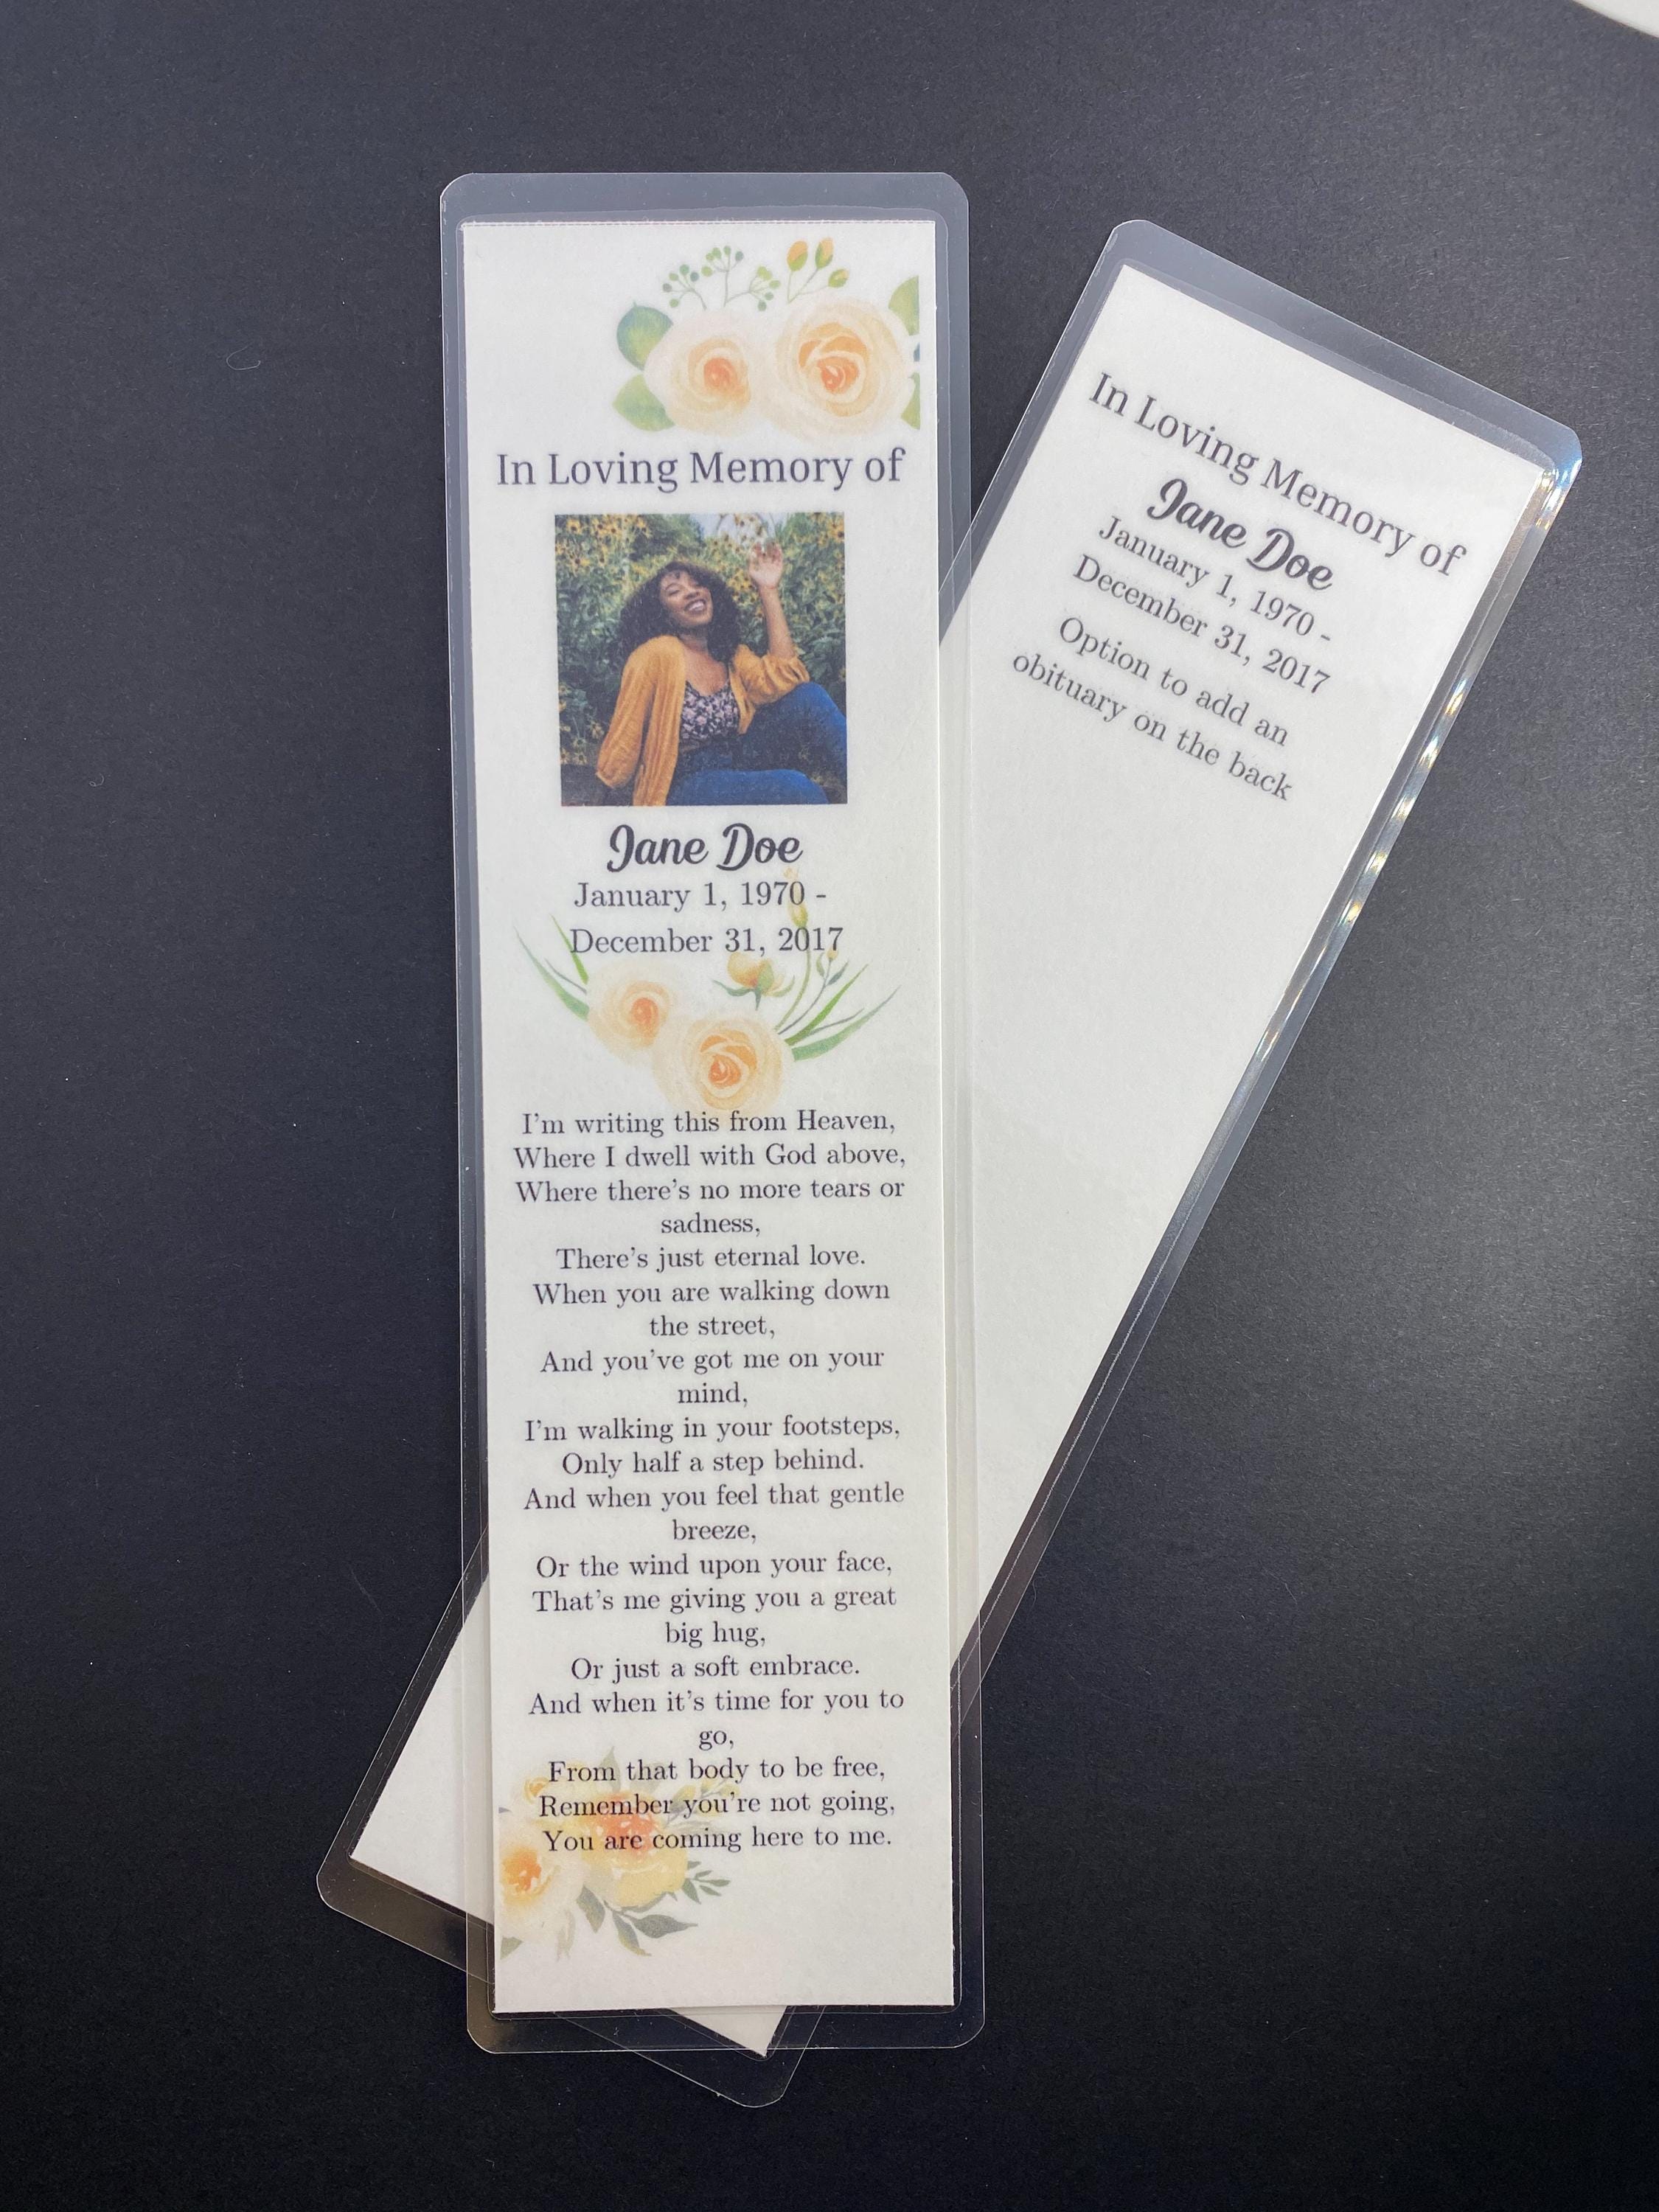 In Loving Memory of
Jane Doe
January 1, 1970 -
December 31, 2017
I'm writing this from Heaven,
Where I dwell with God above,
Where there's no more tears or
sadness,
There's just eternal love.
When you are walking down
the street,
And you've got me on your
mind,
I'm walking in your footsteps,
Only half a step behind.
And when you feel that gentle
breeze,
Or the wind upon your face,
That's me giving you a great
big hug,
Or just a soft embrace.
And when it's time for you to
go,
From that body to be free,
Remember you're not going,
You are coming here to me.
In Loving Memory of
Jane Doe
January 1, 1970 -
December 31, 2017
Option to add an
obituary on the back